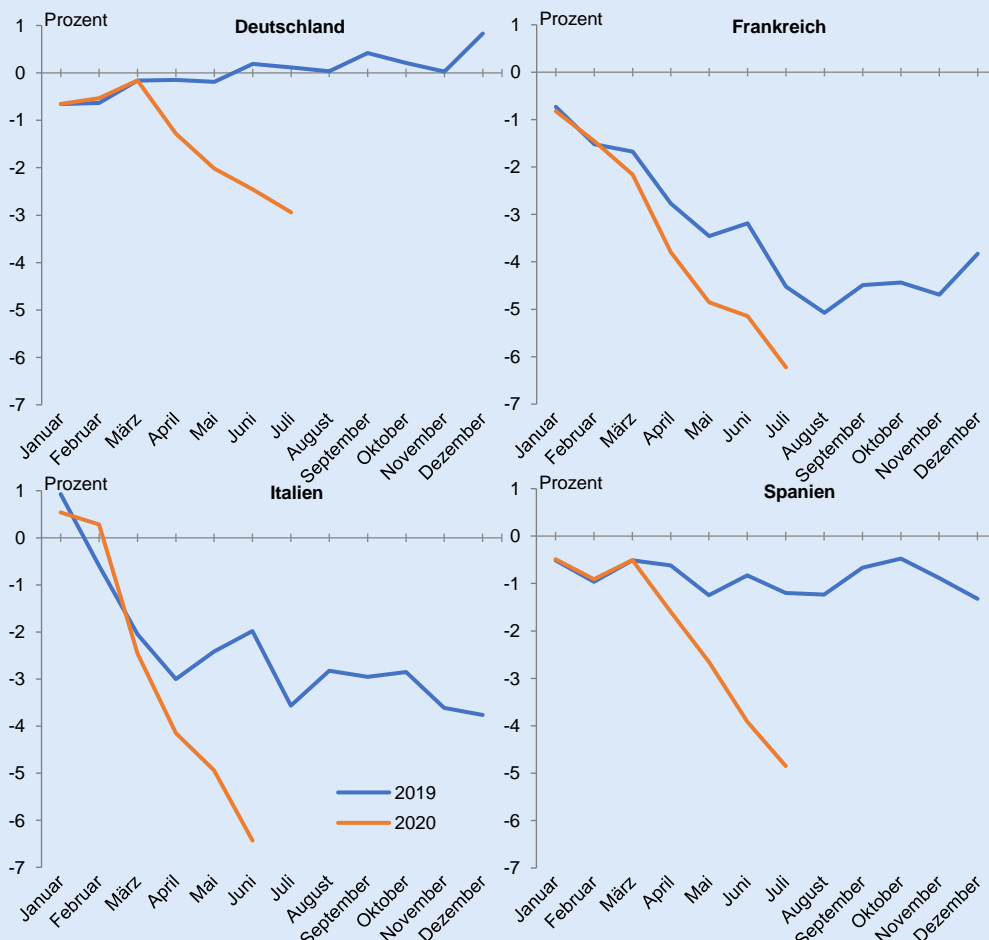 Prozent
Deutschland
1
0
-1
-2
-3
-4
-5
-6
-7
Januar
Februar
März
April
Mai
Juni
Juli
August
September
Oktober
November
Dezember
Prozent
Frankreich
1
0
-1
-2
-3
-4
-5
-6
-7
Januar
Februar
März
April
Mai
Juni
Juli
August
September
Oktober
November
Dezember
Prozent
Italien
1
0
-1
-2
-3
-4
-5
-6
-7
2019
2020
Januar
Februar
März
April
Mai
Juni
Juli
August
September
Oktober
November
Dezember
Prozent
Spanien
1
0
-1
-2
-3
-4
-5
-6
-7
Januar
Februar
März
April
Mai
Juni
Juli
August
September
Oktober
November
Dezember